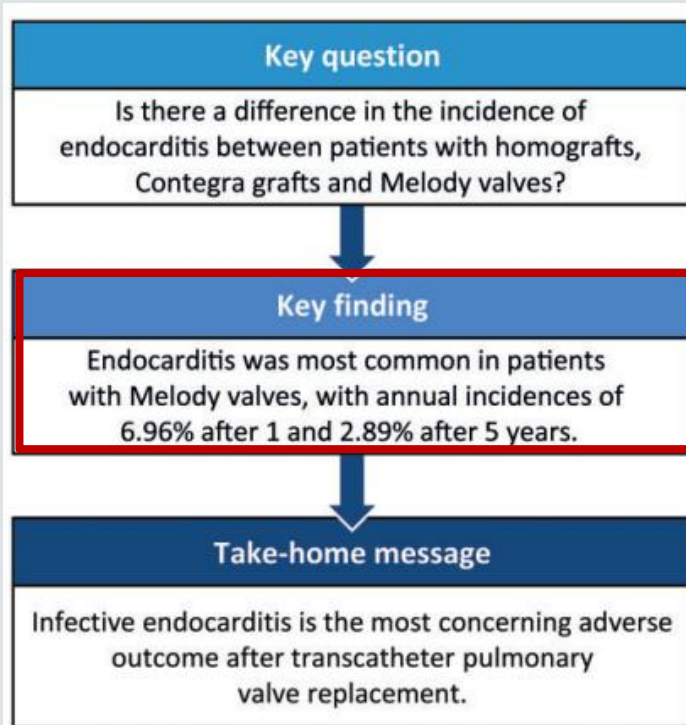 Key question
Is there a difference in the incidence of
endocarditis between patients with homografts,
Contegra grafts and Melody valves?
Key finding
Endocarditis was most common in patients
with Melody valves, with annual incidences of
6.96% after 1 and 2.89% after 5 years.
Take-home message
Infective endocarditis is the most concerning adverse
outcome after transcatheter pulmonary
valve replacement.